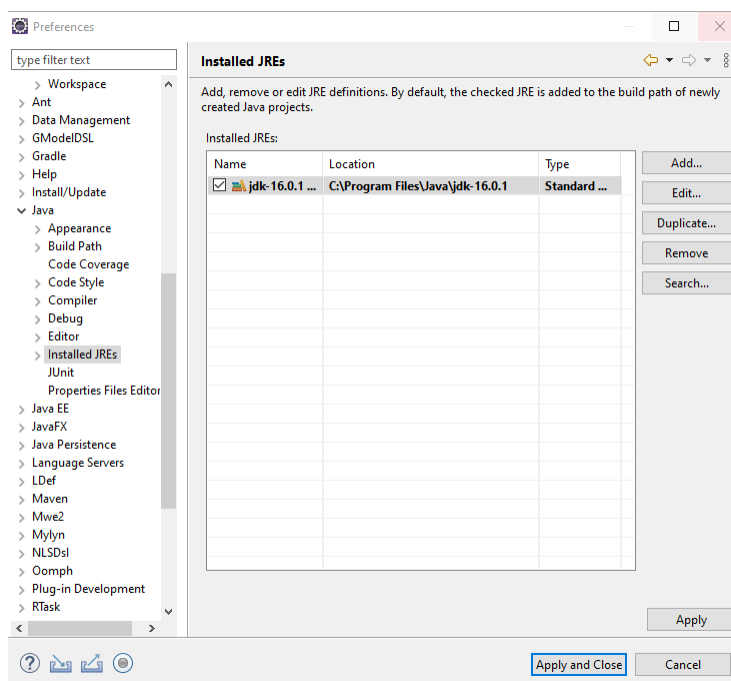 Preferences
type filter text
Installed JREs
Workspace
Ant
Data Management
GModelDSL
Gradle
Help
Install/Update
Java
Appearance
Build Path
Code Coverage
Code Style
Compiler
Debug
Editor
Installed JREs
JUnit
Properties Files Editor
Java EE
JavaFX
Java Persistence
Language Servers
LDef
Maven
Mwe2
Mylyn
NLSDsl
Oomph
Plug-in Development
RTask
Add, remove or edit JRE definitions. By default, the checked JRE is added to the build path of newly
created Java projects.
Installed JREs:
Name Location Type
jdk-16.0.1 ... C:\Program Files\Java\jdk-16.0.1 Standard ...
Add...
Edit...
Duplicate...
Remove
Search...
Apply
Apply and Close Cancel